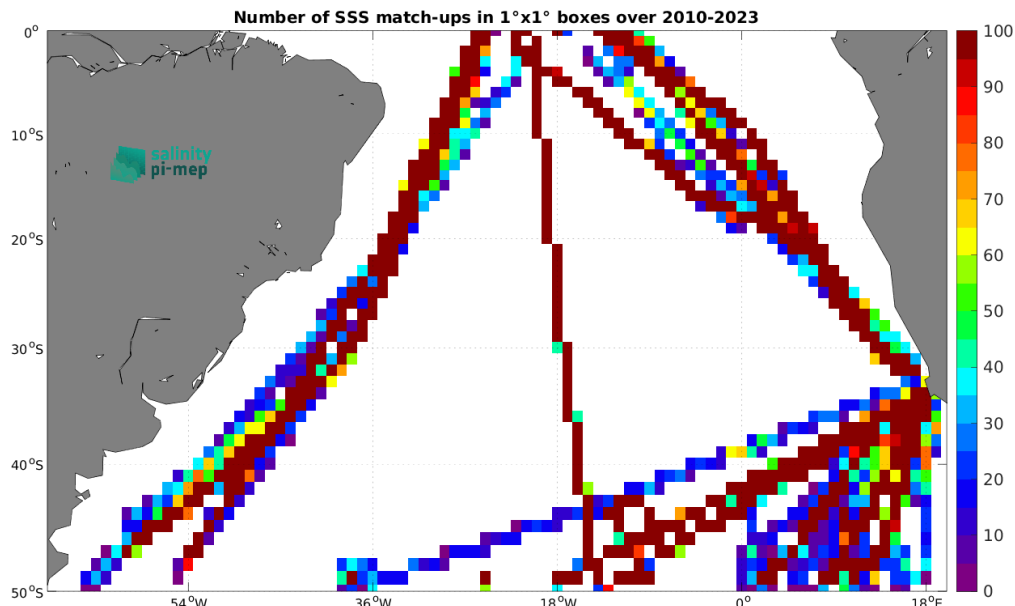 Number of SSS match-ups in 1°x1° boxes over 2010-2023
0°
10°S
20°S
30°S
40°S
50°S
salinity
pi-mep
54°W
36°W
18°W
0°
18°E
100
90
80
70
60
50
40
30
20
10
0